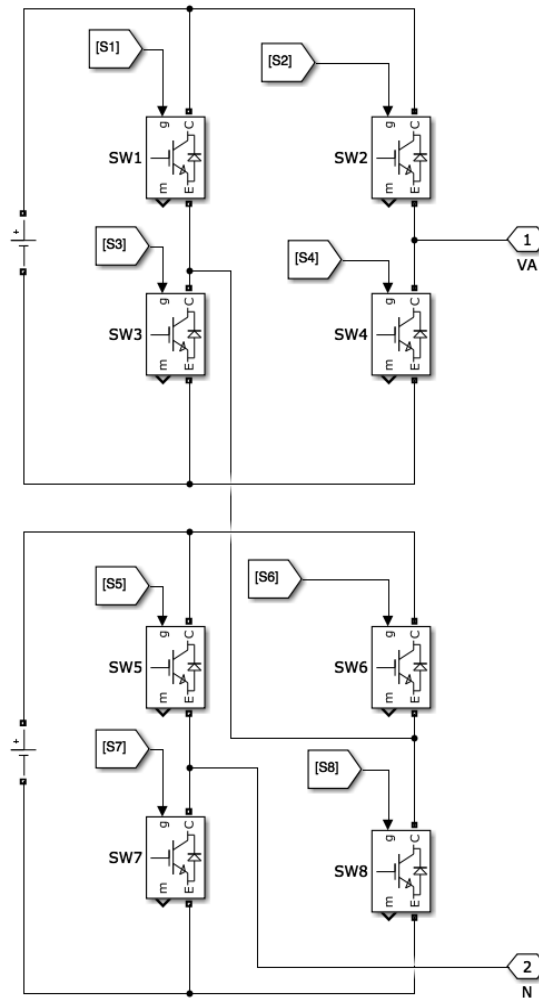 [S1]
[S2]
g C
SW1
m E
g C
SW2
m E
+
1
VA
[S3]
[S4]
g C
SW3
m E
g C
SW4
m E
[S5]
[S6]
g C
SW5
m E
g C
SW6
m E
+
[S7]
[S8]
g C
SW7
m E
g C
SW8
m E
2
N